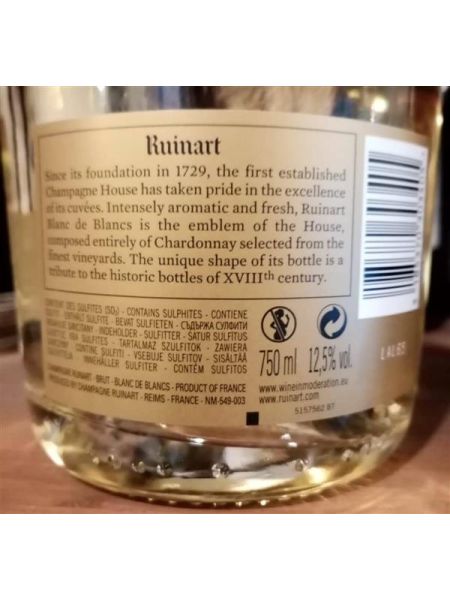 Ruinart
Since its foundation in 1729, the first established
Champagne House has taken pride in the excellence
of its cuvées. Intensely aromatic and fresh, Ruinart
Blanc de Blancs is the emblem of the House,
composed entirely of Chardonnay selected from the
finest vineyards. The unique shape of its bottle is a
tribute to the historic bottles of XVIIIth century.
CONTIENT DES SULFITES (SO₂) - CONTAINS SULPHITES - CONTIENE
ENTHÄLT SULFITE - BEVAT SULFIETEN - СЪДЪРЖА СУЛФИТИ
SIRICITANY - INDEHOLDER - SULFITTER - SATUR SULFITUS
SULFITEIS - TARTALMAZ SZULFITOK - ZAWIERA
CONTINE SULFITI - VSEBUJE SULFITOV - SISÄLTÄÄ
INNEHÅLLER SULFITER - CONTÉM SULFITOS
750 ml 12,5% vol.
CHAMPAGNE RUINART - BRUT - BLANC DE BLANCS - PRODUCT OF FRANCE
PRODUCED BY CHAMPAGNE RUINART - REIMS - FRANCE - NM-549-003
www.wineinmoderation.eu
www.ruinart.com
5157562 BT